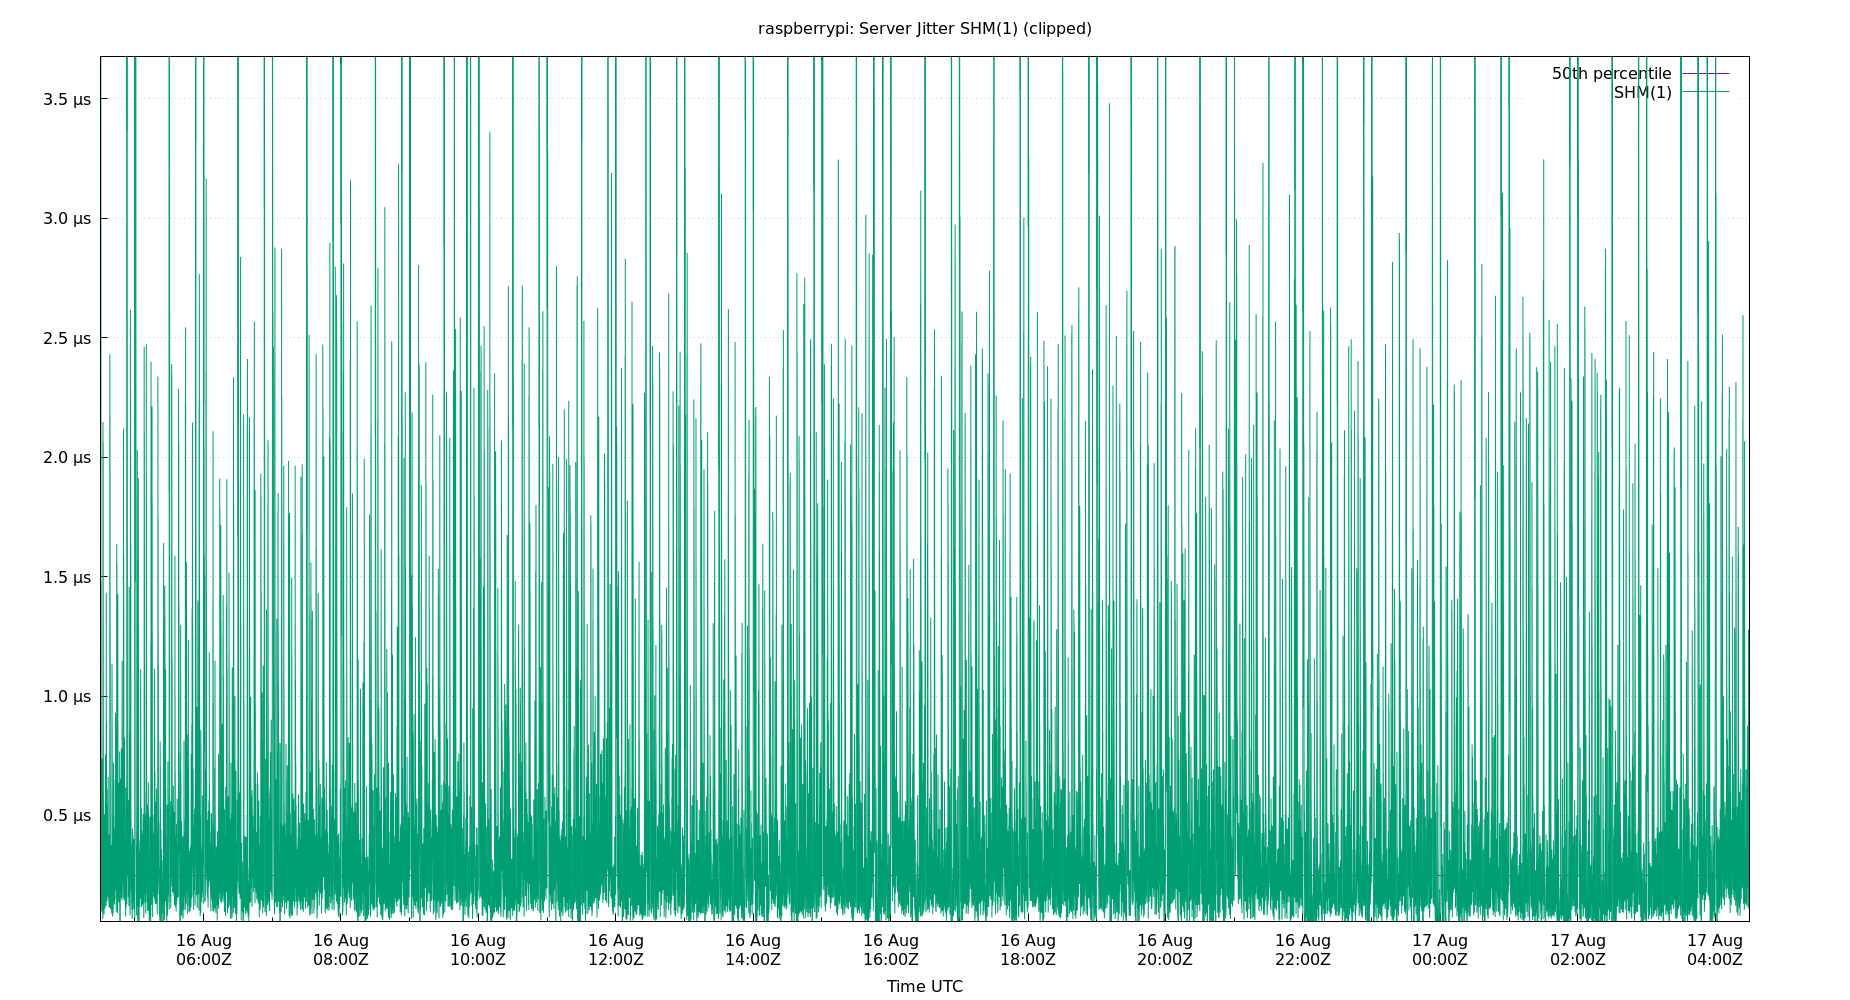 raspberrypi: Server Jitter SHM(1) (clipped)
50th percentile
SHM(1)
3.5 µs
3.0 µs
2.5 µs
2.0 µs
1.5 µs
1.0 µs
0.5 µs
16 Aug 16 Aug 16 Aug 16 Aug 16 Aug 16 Aug 16 Aug 16 Aug 16 Aug 17 Aug 17 Aug 17 Aug
06:00Z 08:00Z 10:00Z 12:00Z 14:00Z 16:00Z 18:00Z 20:00Z 22:00Z 00:00Z 02:00Z 04:00Z
Time UTC